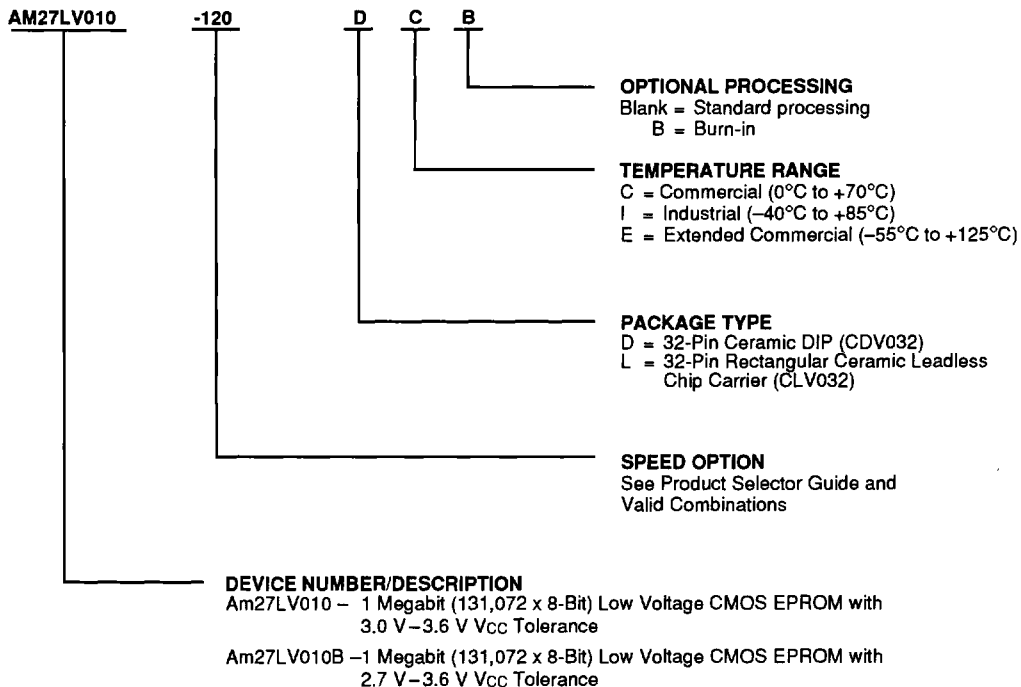 AM27LV010 -120 D C B
OPTIONAL PROCESSING
Blank = Standard processing
B = Burn-in
TEMPERATURE RANGE
C = Commercial (0°C to +70°C)
I = Industrial (–40°C to +85°C)
E = Extended Commercial (–55°C to +125°C)
PACKAGE TYPE
D = 32-Pin Ceramic DIP (CDV032)
L = 32-Pin Rectangular Ceramic Leadless
Chip Carrier (CLV032)
SPEED OPTION
See Product Selector Guide and
Valid Combinations
DEVICE NUMBER/DESCRIPTION
Am27LV010 – 1 Megabit (131,072 x 8-Bit) Low Voltage CMOS EPROM with
3.0 V–3.6 V VCC Tolerance
Am27LV010B –1 Megabit (131,072 x 8-Bit) Low Voltage CMOS EPROM with
2.7 V–3.6 V VCC Tolerance